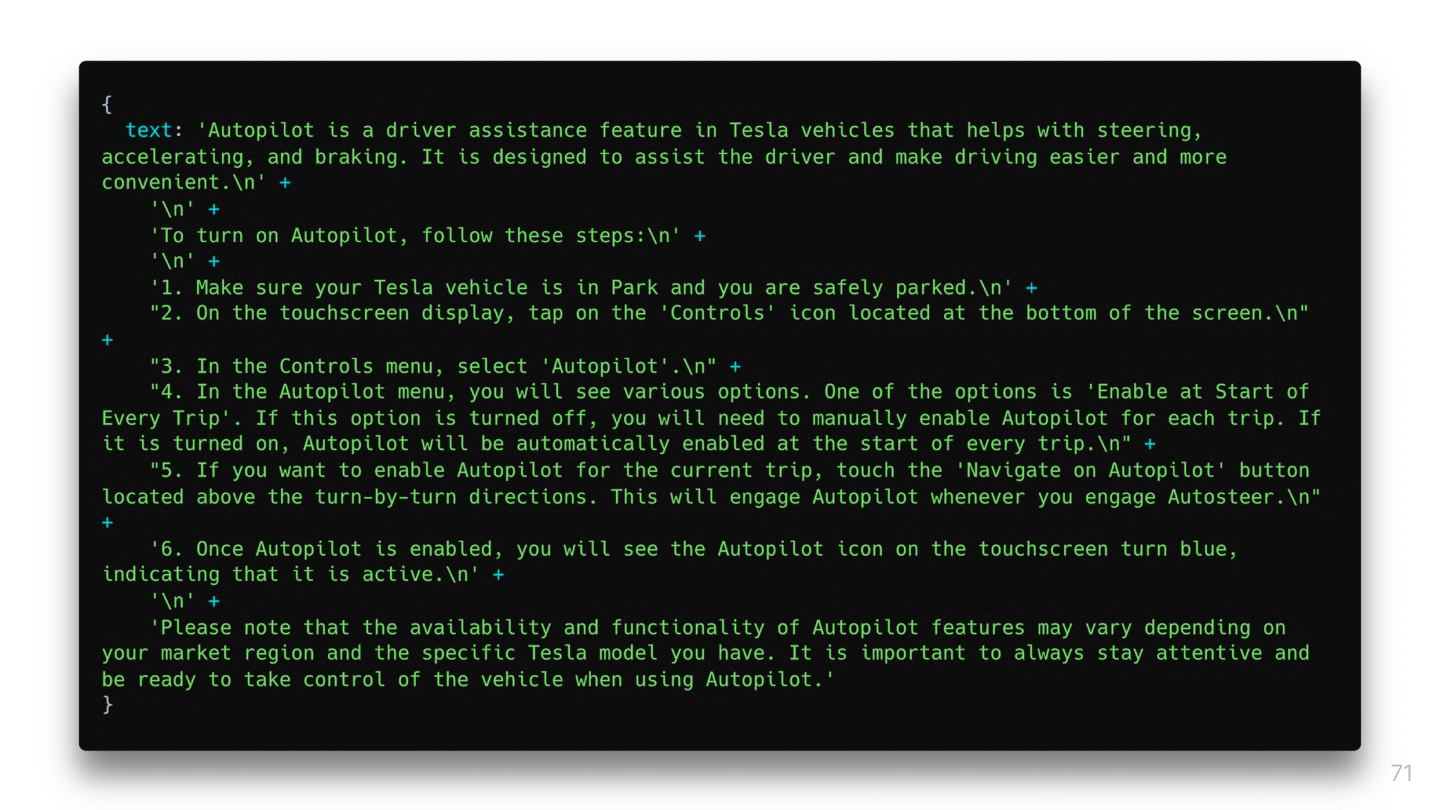 {
  text: 'Autopilot is a driver assistance feature in Tesla vehicles that helps with steering,
accelerating, and braking. It is designed to assist the driver and make driving easier and more
convenient.\n' +
    '\n' +
    'To turn on Autopilot, follow these steps:\n' +
    '\n' +
    '1. Make sure your Tesla vehicle is in Park and you are safely parked.\n' +
    "2. On the touchscreen display, tap on the 'Controls' icon located at the bottom of the screen.\n"
+
    "3. In the Controls menu, select 'Autopilot'.\n" +
    "4. In the Autopilot menu, you will see various options. One of the options is 'Enable at Start of
Every Trip'. If this option is turned off, you will need to manually enable Autopilot for each trip. If
it is turned on, Autopilot will be automatically enabled at the start of every trip.\n" +
    "5. If you want to enable Autopilot for the current trip, touch the 'Navigate on Autopilot' button
located above the turn-by-turn directions. This will engage Autopilot whenever you engage Autosteer.\n"
+
    '6. Once Autopilot is enabled, you will see the Autopilot icon on the touchscreen turn blue,
indicating that it is active.\n' +
    '\n' +
    'Please note that the availability and functionality of Autopilot features may vary depending on
your market region and the specific Tesla model you have. It is important to always stay attentive and
be ready to take control of the vehicle when using Autopilot.'
}
71